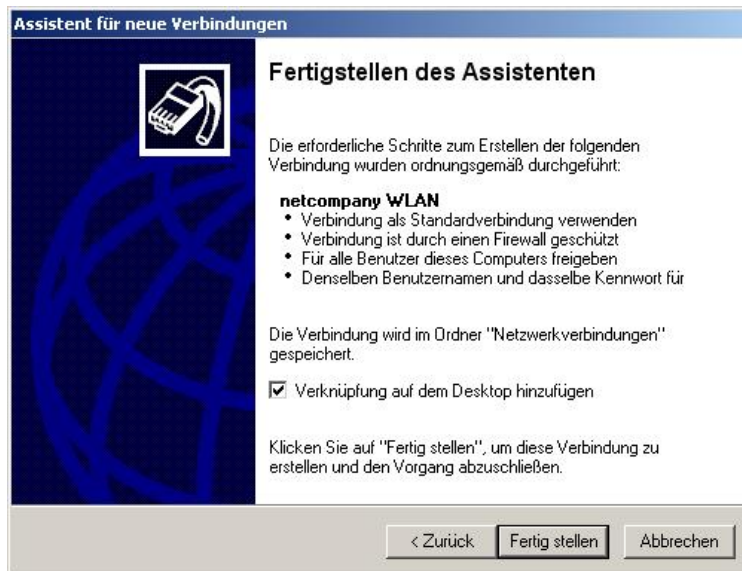 Assistent für neue Verbindungen
Fertigstellen des Assistenten
Die erforderliche Schritte zum Erstellen der folgenden
Verbindung wurden ordnungsgemäß durchgeführt:
netcompany WLAN
• Verbindung als Standardverbindung verwenden
• Verbindung ist durch einen Firewall geschützt
• Für alle Benutzer dieses Computers freigeben
• Denselben Benutzernamen und dasselbe Kennwort für
Die Verbindung wird im Ordner "Netzwerkverbindungen"
gespeichert.
Verknüpfung auf dem Desktop hinzufügen
Klicken Sie auf "Fertig stellen", um diese Verbindung zu
erstellen und den Vorgang abzuschließen.
< Zurück Fertig stellen Abbrechen